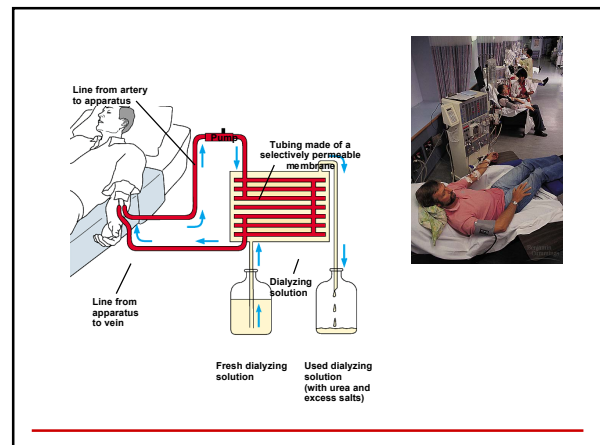 Line from artery
to apparatus
Pump
Tubing made of a
selectively permeable
membrane
Dialyzing
solution
Line from
apparatus
to vein
Fresh dialyzing
solution
Used dialyzing
solution
(with urea and
excess salts)